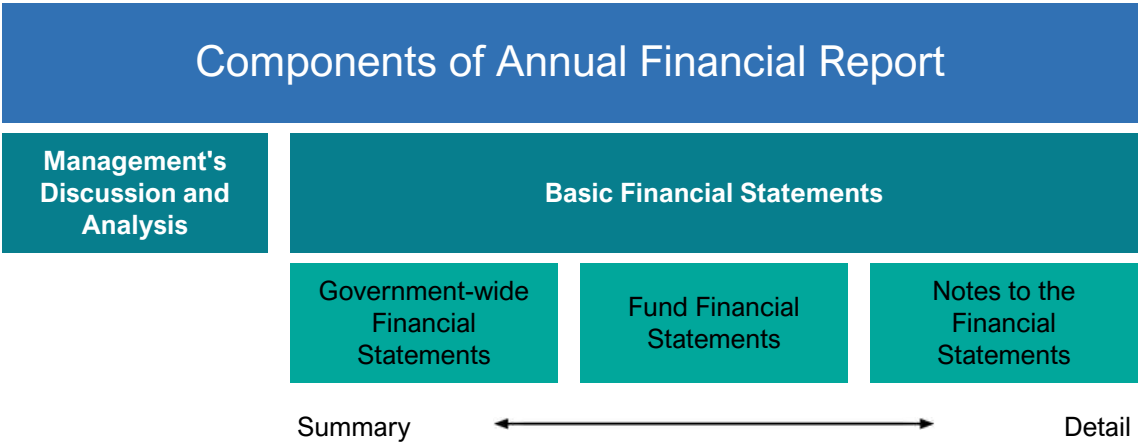 Components of Annual Financial Report
Management's
Discussion and
Analysis
Basic Financial Statements
Government-wide
Financial
Statements
Fund Financial
Statements
Notes to the
Financial
Statements
Summary
Detail